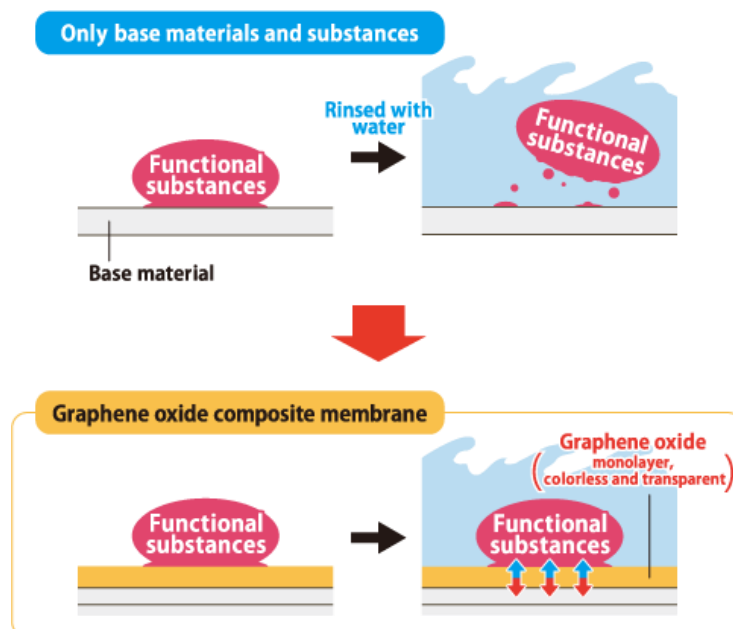 Only base materials and substances
Rinsed with
water
Functional
substances
Functional
substances
Base material
Graphene oxide composite membrane
Graphene oxide
(monolayer,
colorless and transparent)
Functional
substances
Functional
substances